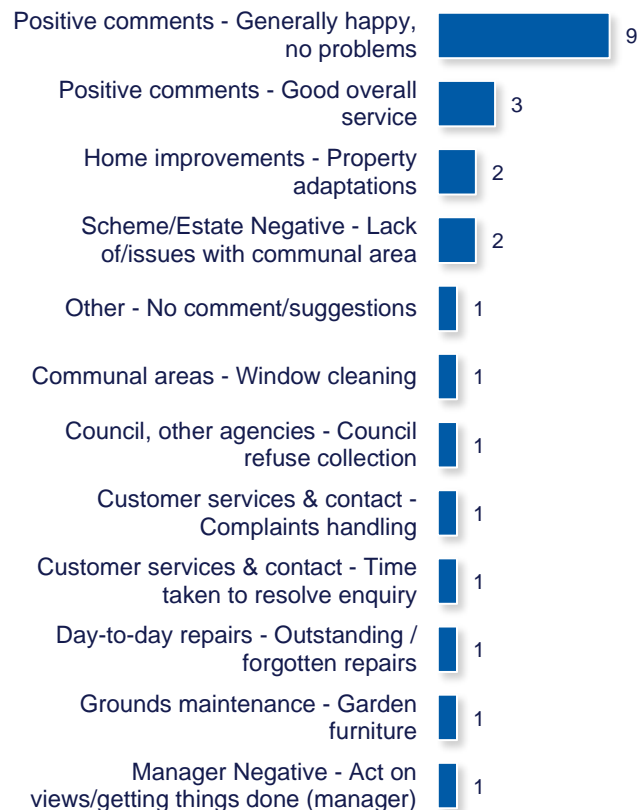 Positive comments - Generally happy,
no problems
9
Positive comments - Good overall
service
3
Home improvements - Property
adaptations
2
Scheme/Estate Negative - Lack
of/issues with communal area
2
Other - No comment/suggestions
1
Communal areas - Window cleaning
1
Council, other agencies - Council
refuse collection
1
Customer services & contact -
Complaints handling
1
Customer services & contact - Time
taken to resolve enquiry
1
Day-to-day repairs - Outstanding /
forgotten repairs
1
Grounds maintenance - Garden
furniture
1
Manager Negative - Act on
views/getting things done (manager)
1